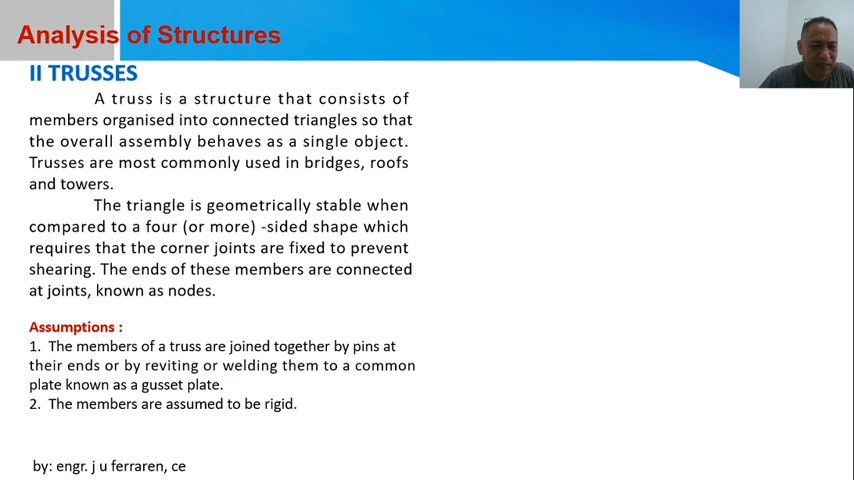 Analysis of Structures
II TRUSSES
A truss is a structure that consists of
members organised into connected triangles so that
the overall assembly behaves as a single object.
Trusses are most commonly used in bridges, roofs
and towers.
The triangle is geometrically stable when
compared to a four (or more) -sided shape which
requires that the corner joints are fixed to prevent
shearing. The ends of these members are connected
at joints, known as nodes.
Assumptions :
1. The members of a truss are joined together by pins at
their ends or by reviting or welding them to a common
plate known as a gusset plate.
2. The members are assumed to be rigid.
by: engr. j u ferraren, ce